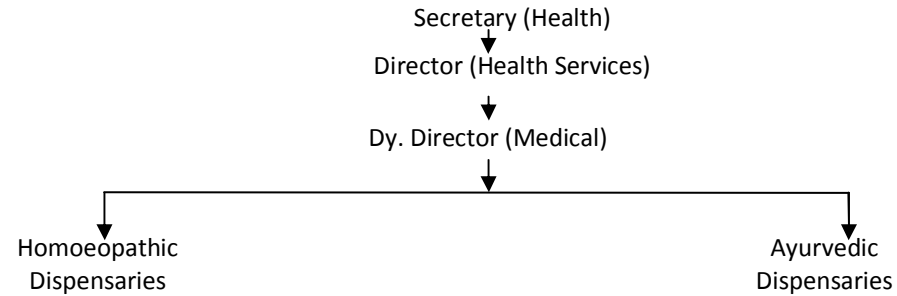 Secretary (Health)
Director (Health Services)
Dy. Director (Medical)
Homoeopathic
Dispensaries
Ayurvedic
Dispensaries